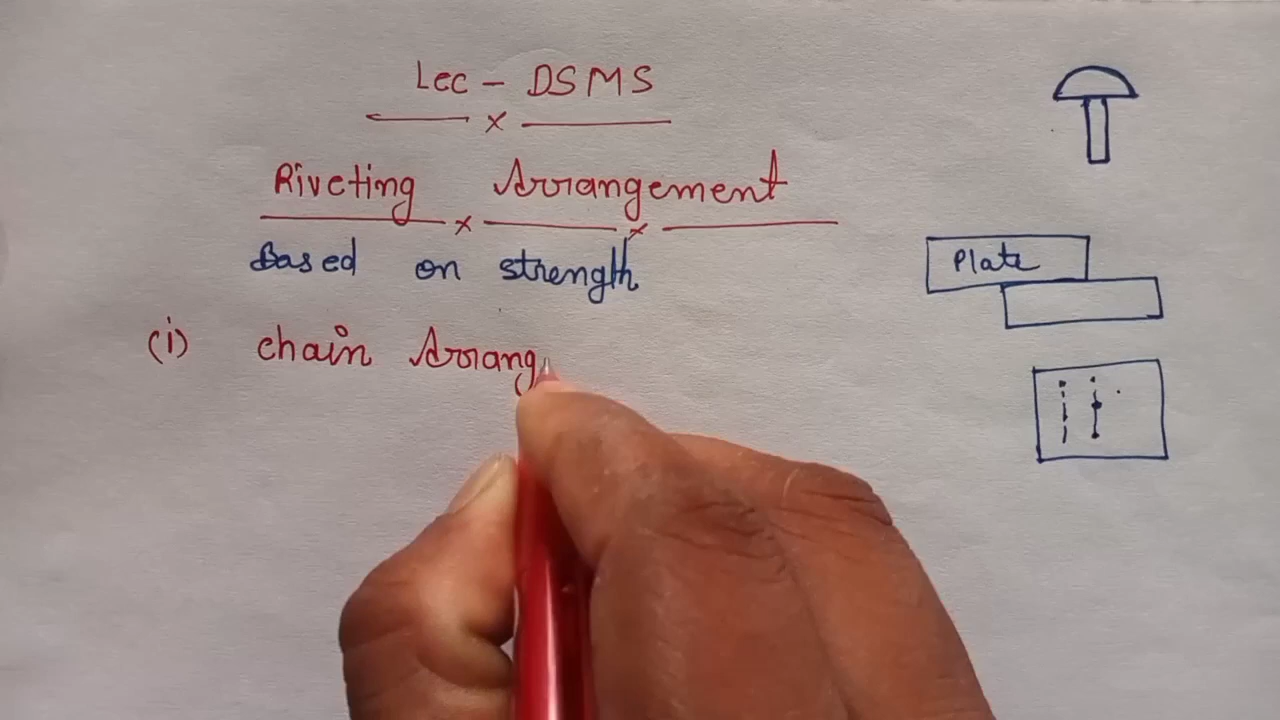 Lec - DSMS
Riveting Arrangement
Based on strength
(i) chain Arrang
Plate